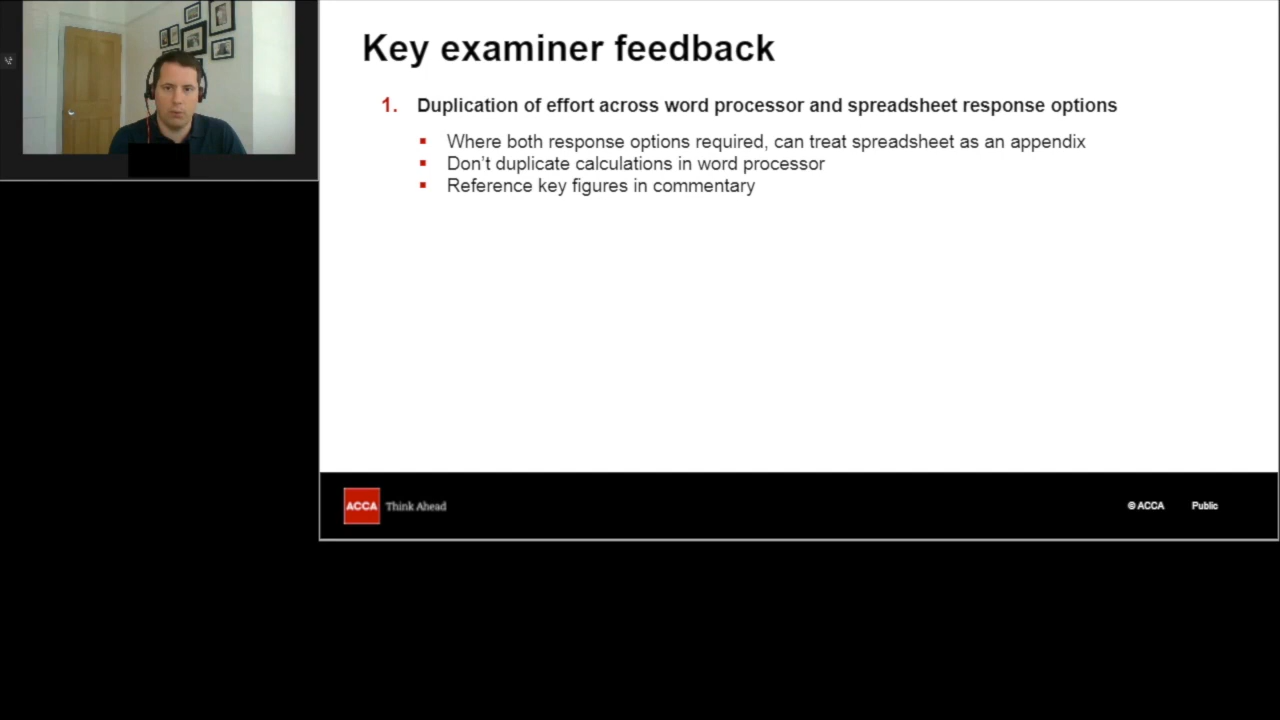 Key examiner feedback
1. Duplication of effort across word processor and spreadsheet response options
▪ Where both response options required, can treat spreadsheet as an appendix
▪ Don't duplicate calculations in word processor
▪ Reference key figures in commentary
ACCA Think Ahead
© ACCA Public